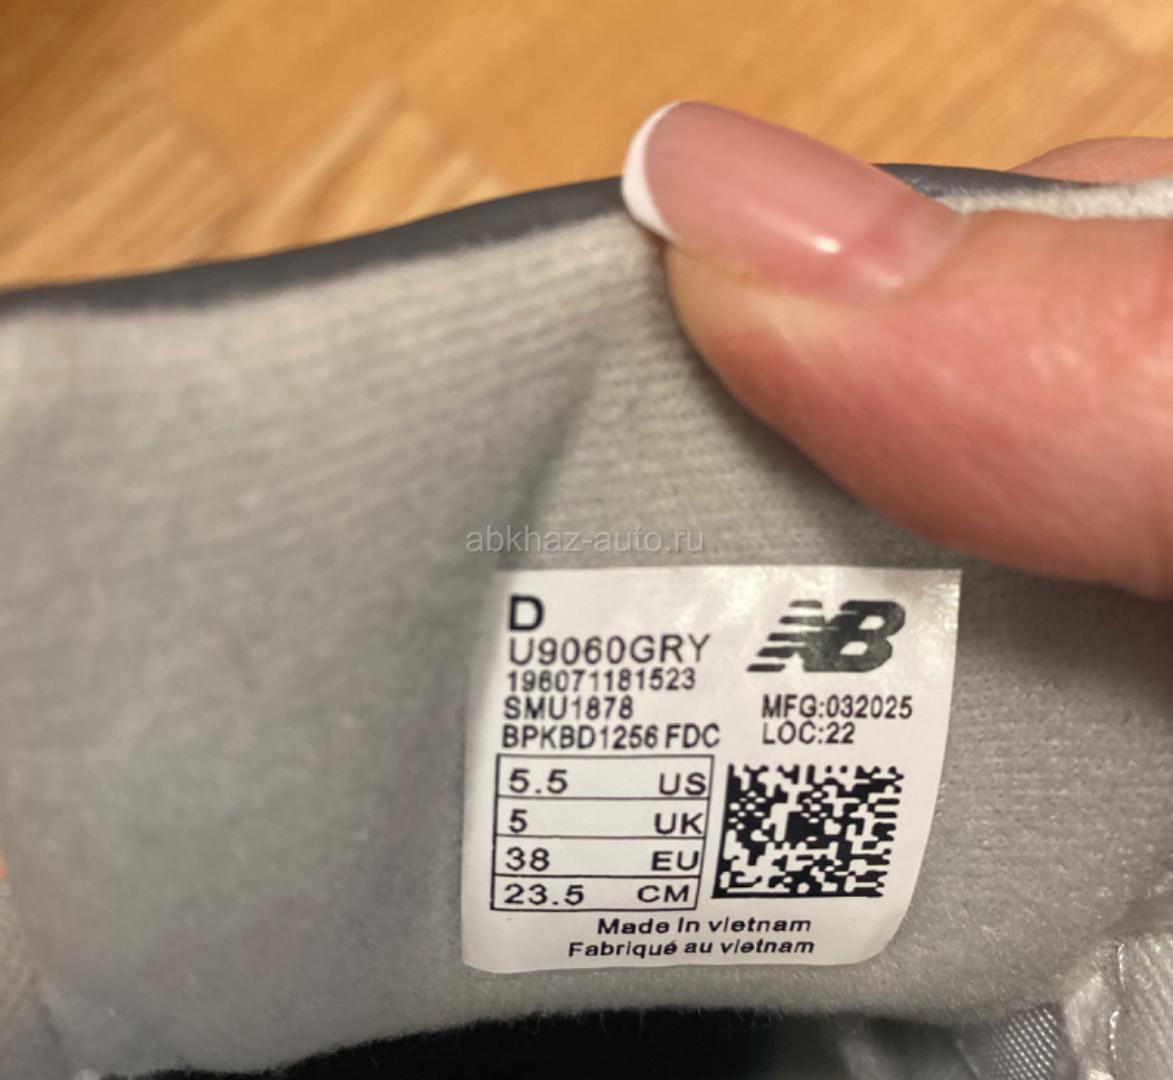 abkhaz-auto.ru
D
NB
U9060GRY
196071181523
SMU1878
MFG:032025
BPKBD1256 FDC
LOC:22
5.5 US
5 UK
38 EU
23.5 CM
Made In vietnam
Fabriqué au vietnam